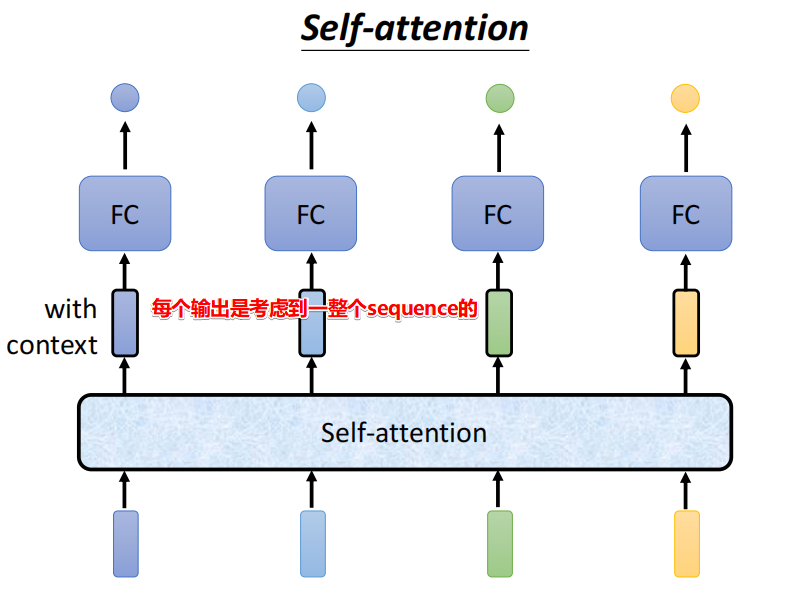 Self-attention
FC FC FC FC
with
context
每个输出是考虑到一整个sequence的
Self-attention